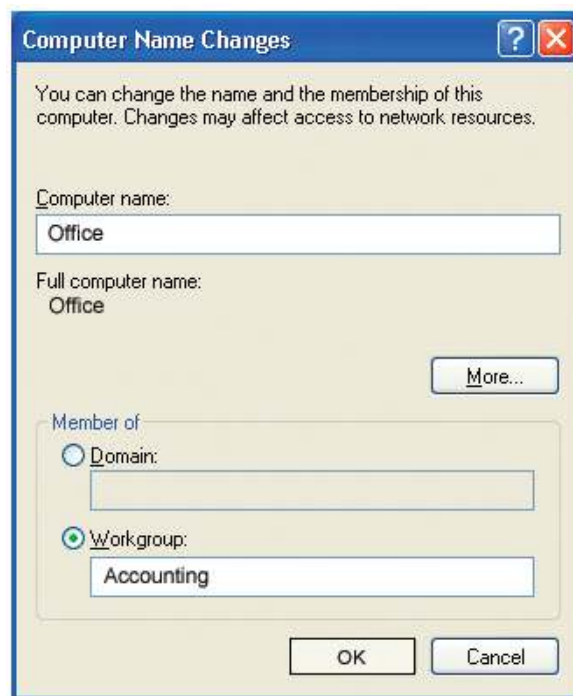 Computer Name Changes
You can change the name and the membership of this
computer. Changes may affect access to network resources.
Computer name:
Office
Full computer name:
Office
More...
Member of
Domain:
Workgroup:
Accounting
OK Cancel